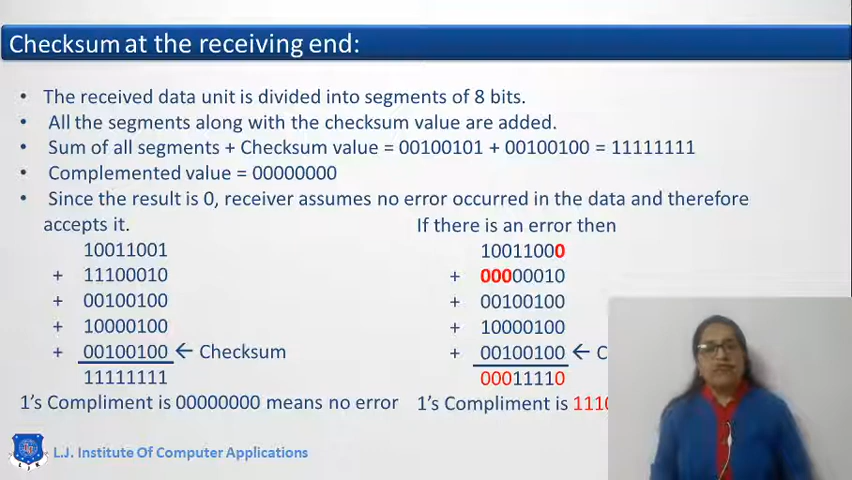 Checksum at the receiving end:
• The received data unit is divided into segments of 8 bits.
• All the segments along with the checksum value are added.
• Sum of all segments + Checksum value = 00100101 + 00100100 = 11111111
• Complemented value = 00000000
• Since the result is 0, receiver assumes no error occurred in the data and therefore
accepts it.
10011001
+ 11100010
+ 00100100
+ 10000100
+ 00100100 ← Checksum
11111111
1's Compliment is 00000000 means no error
If there is an error then
10011000
+ 00000010
+ 00100100
+ 10000100
+ 00100100 ← C
00011110
1's Compliment is 1110
L.J. Institute Of Computer Applications
L J K